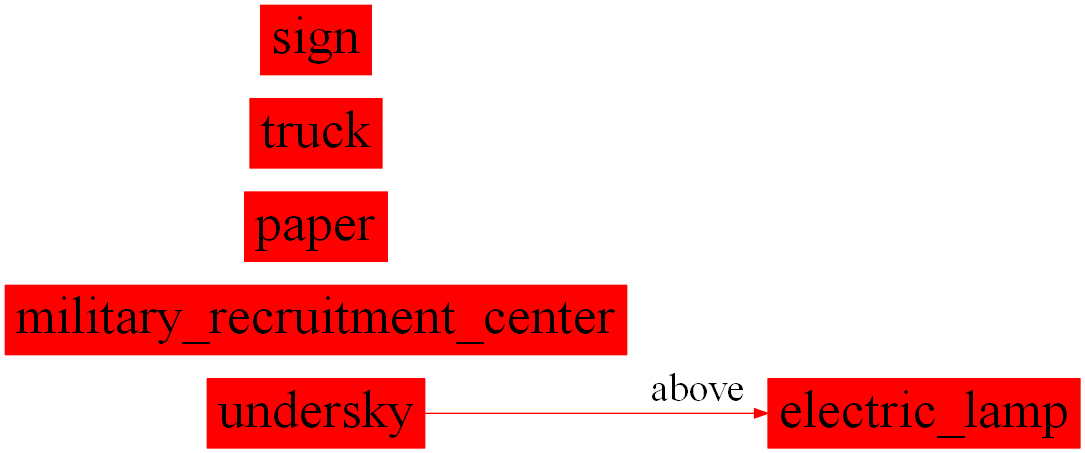 sign
truck
paper
military_recruitment_center
above
undersky electric_lamp